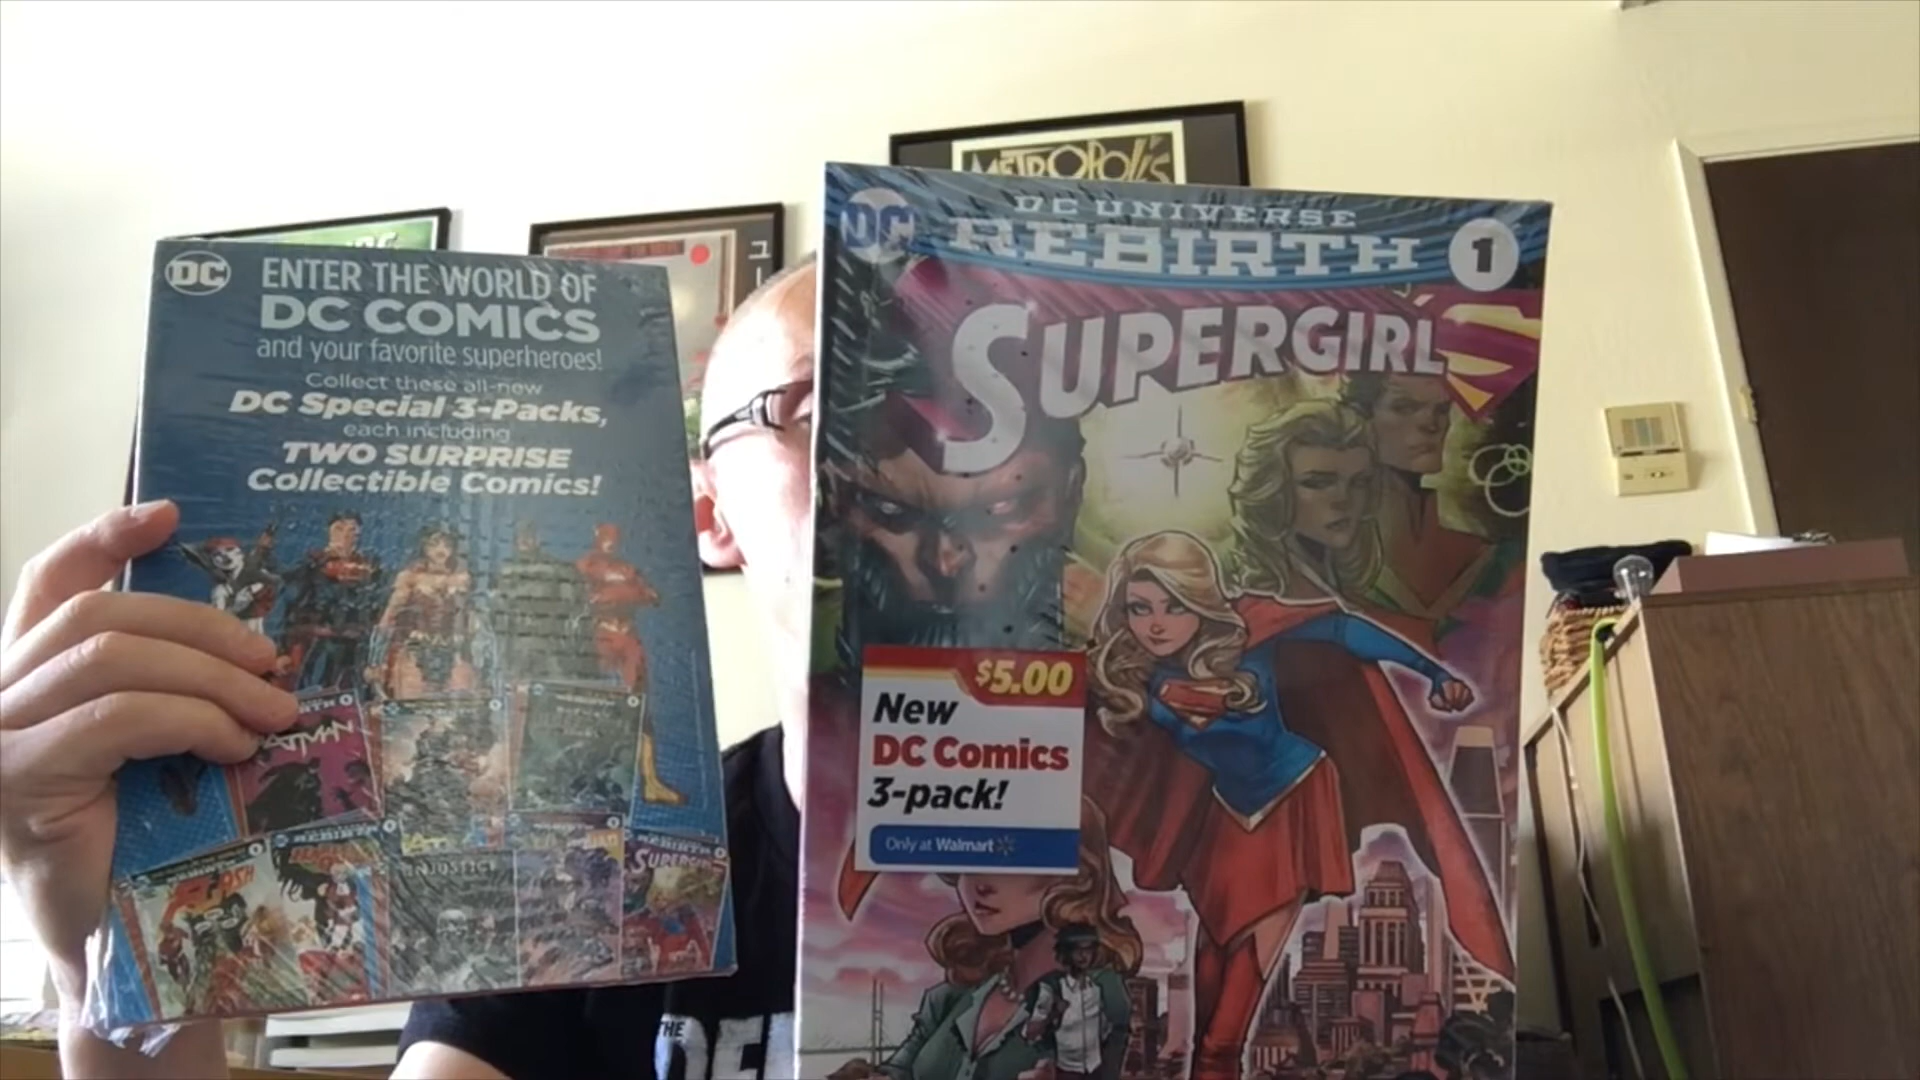 METROPOLIS
DC
ENTER THE WORLD OF
DC COMICS
and your favorite superheroes!
Collect these all-new
DC Special 3-Packs,
each including
TWO SURPRISE
Collectible Comics!
BATMAN
REBIRTH
FLASH
INJUSTICE
SUPERGIRL
DC
DC UNIVERSE
REBIRTH
1
SUPERGIRL
$5.00
New
DC Comics
3-pack!
Only at Walmart
THE